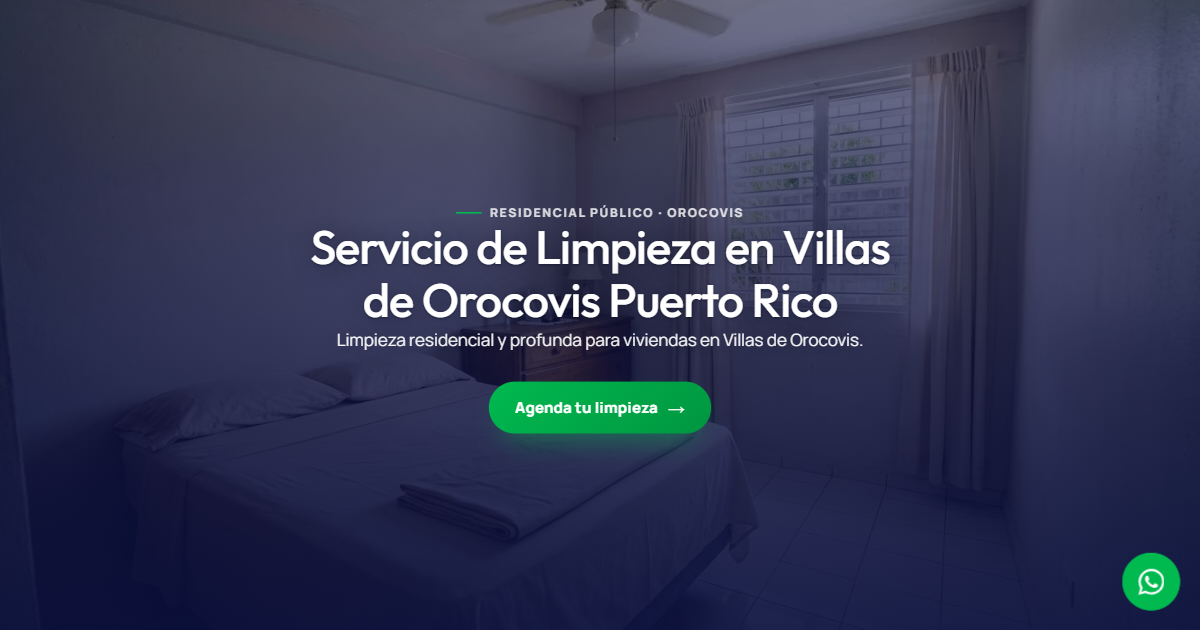 RESIDENCIAL PÚBLICO · OROCOVIS
Servicio de Limpieza en Villas
de Orocovis Puerto Rico
Limpieza residencial y profunda para viviendas en Villas de Orocovis.
Agenda tu limpieza →